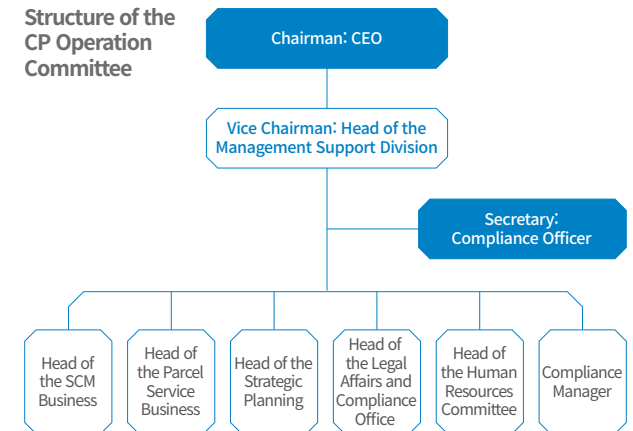 Structure of the
CP Operation
Committee
Chairman: CEO
Vice Chairman: Head of the
Management Support Division
Secretary:
Compliance Officer
Head of
the SCM
Business
Head of
the Parcel
Service
Business
Head of the
Strategic
Planning
Head of
the Legal
Affairs and
Compliance
Office
Head of
the Human
Resources
Committee
Compliance
Manager